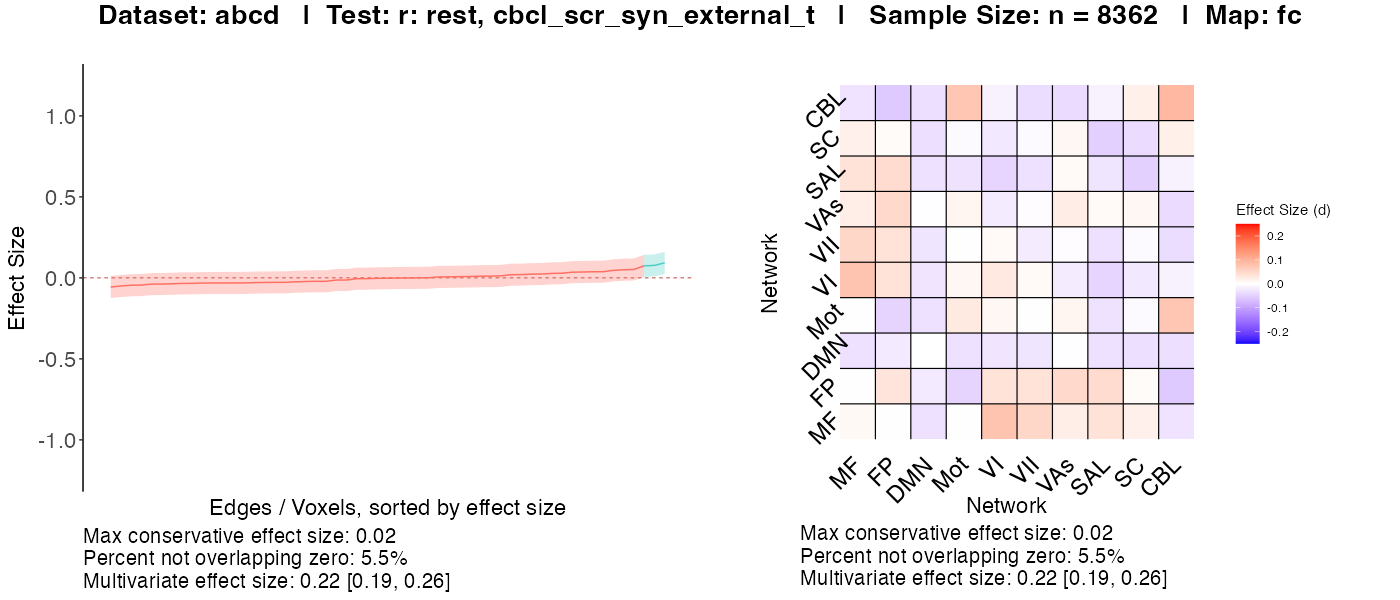 Dataset: abcd | Test: r: rest, cbcl_scr_syn_external_t | Sample Size: n = 8362 | Map: fc
Effect Size
1.0
0.5
0.0
-0.5
-1.0
Edges / Voxels, sorted by effect size
Max conservative effect size: 0.02
Percent not overlapping zero: 5.5%
Multivariate effect size: 0.22 [0.19, 0.26]
Network
CBL
SC
SAL
VAs
VII
VI
Mot
DMN
FP
MF
MF
FP
DMN
Mot
VI
VII
VAs
SAL
SC
CBL
Network
Max conservative effect size: 0.02
Percent not overlapping zero: 5.5%
Multivariate effect size: 0.22 [0.19, 0.26]
Effect Size (d)
0.2
0.1
0.0
-0.1
-0.2